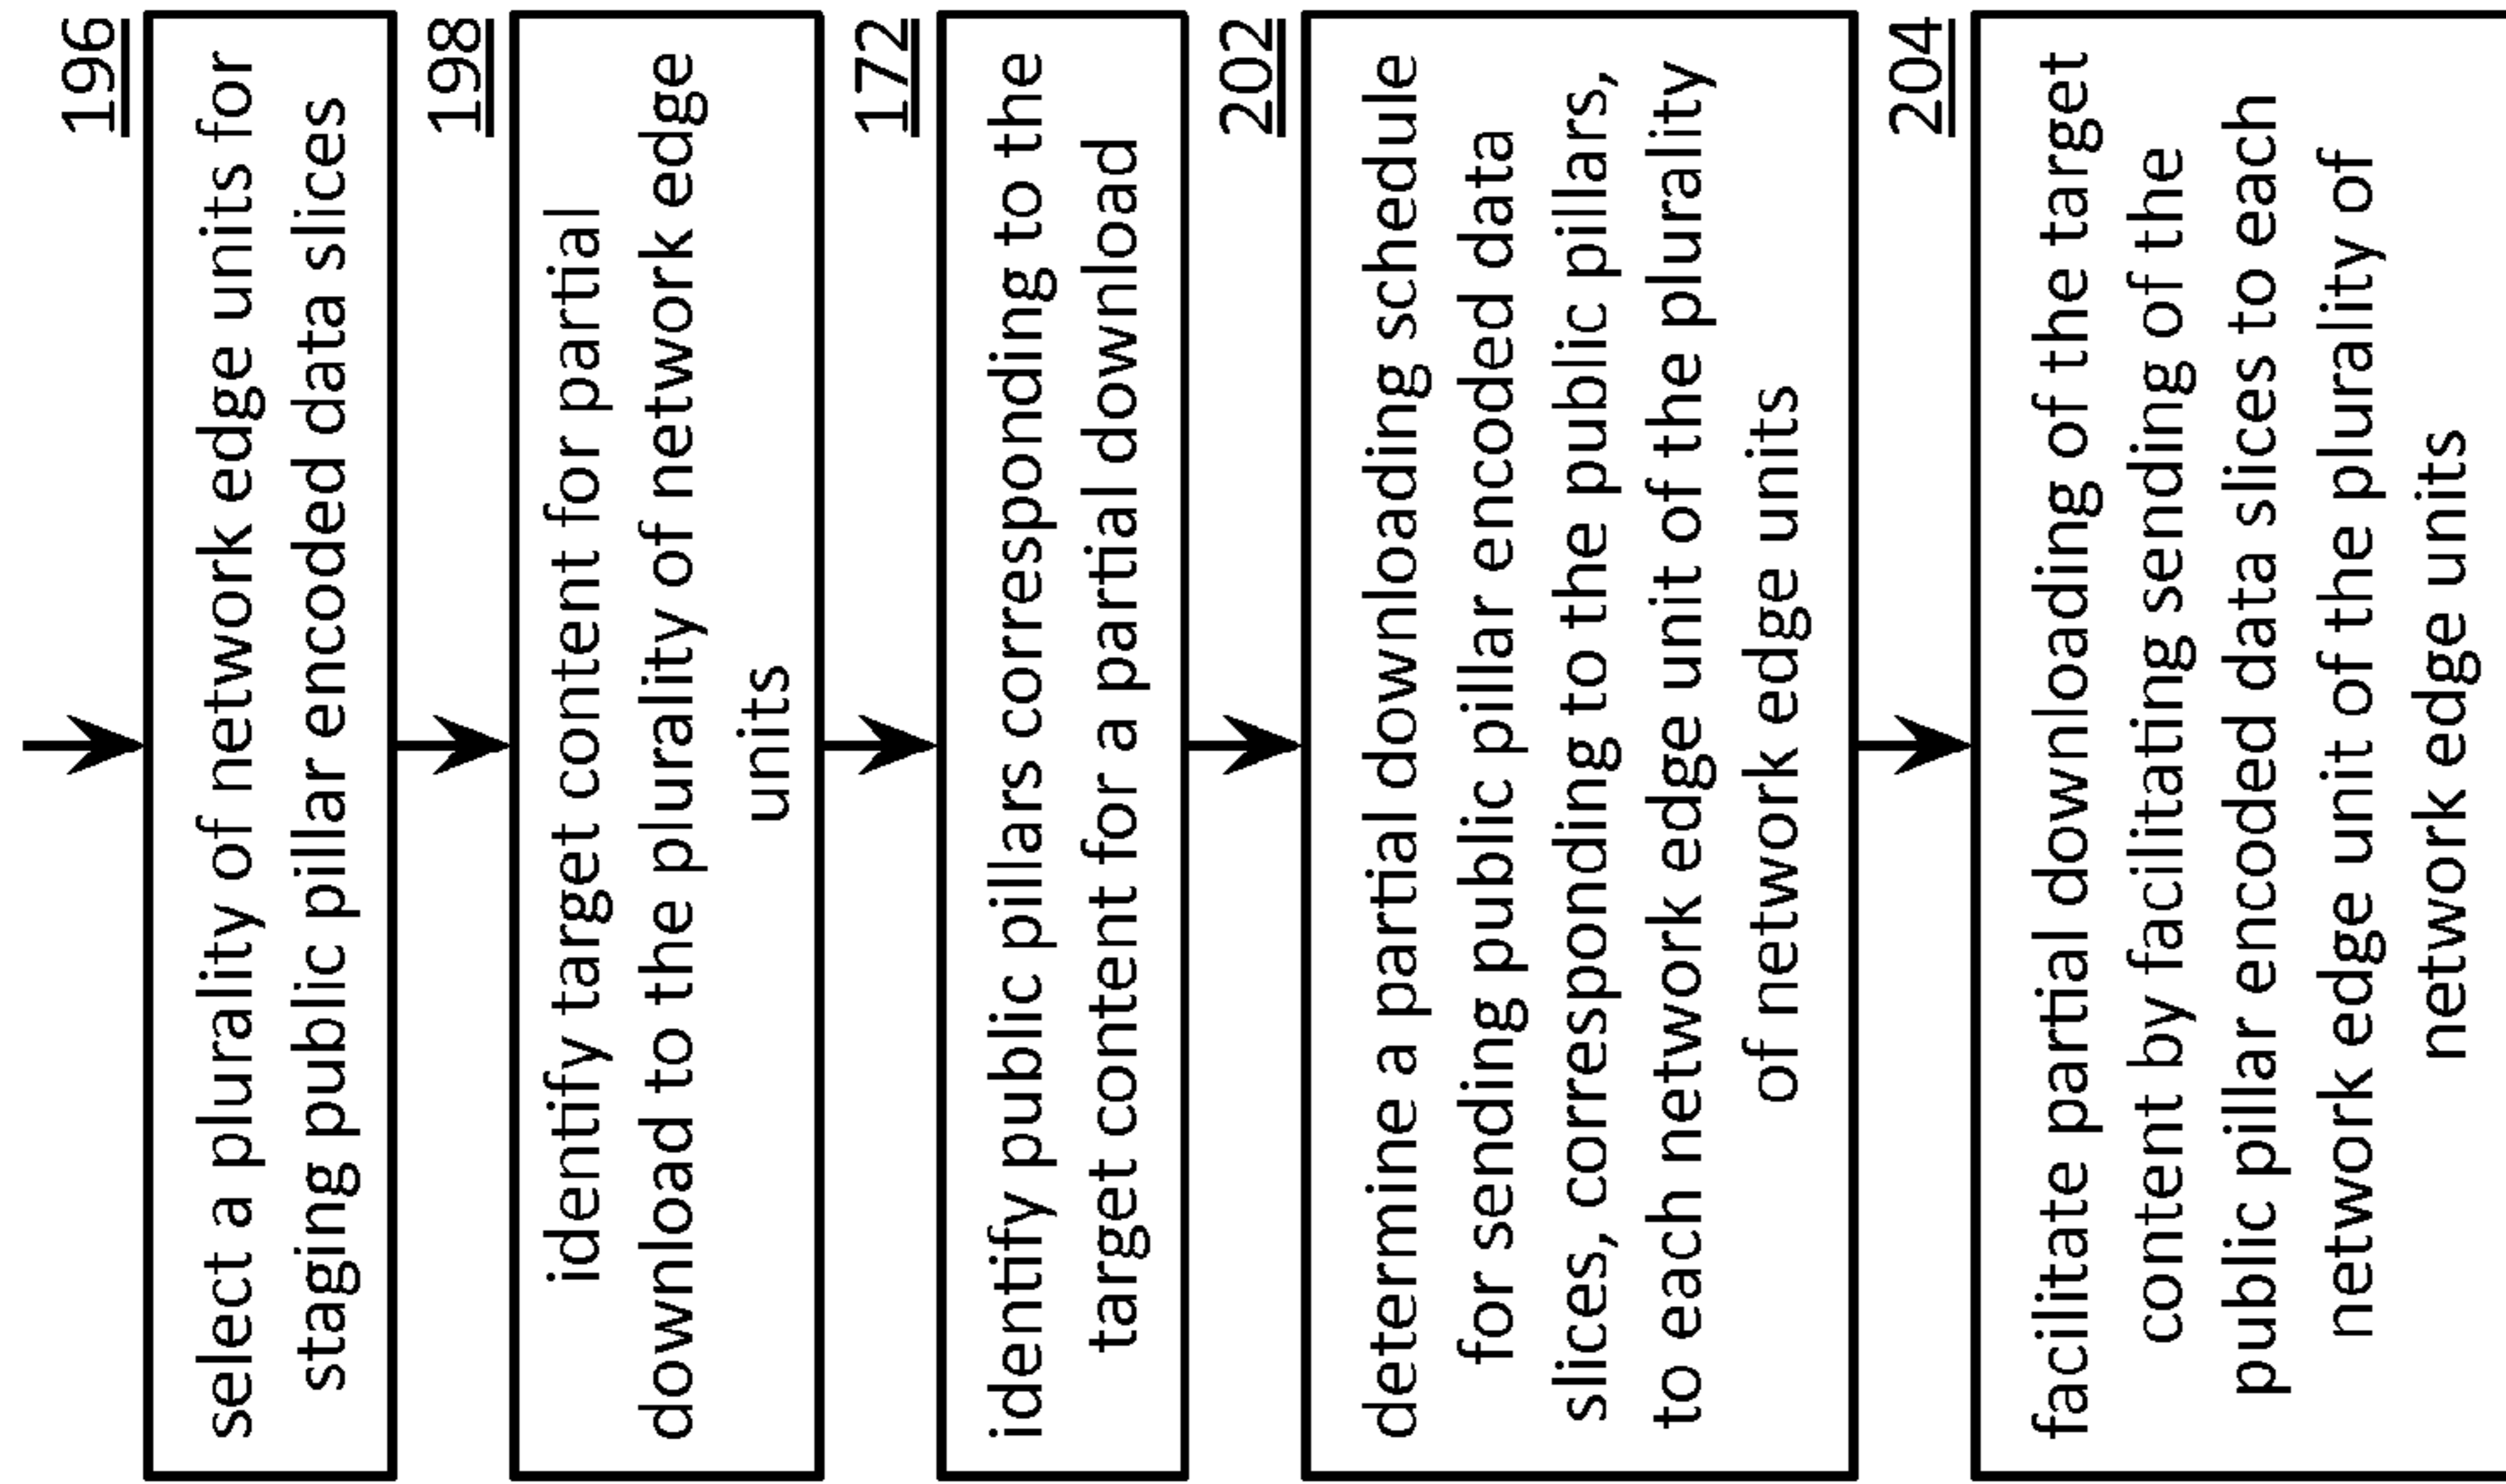 196
select a plurality of network edge units for
staging public pillar encoded data slices
198
identify target content for partial
download to the plurality of network edge
units
172
identify public pillars corresponding to the
target content for a partial download
202
determine a partial downloading schedule
for sending public pillar encoded data
slices, corresponding to the public pillars,
to each network edge unit of the plurality
of network edge units
204
facilitate partial downloading of the target
content by facilitating sending of the
public pillar encoded data slices to each
network edge unit of the plurality of
network edge units